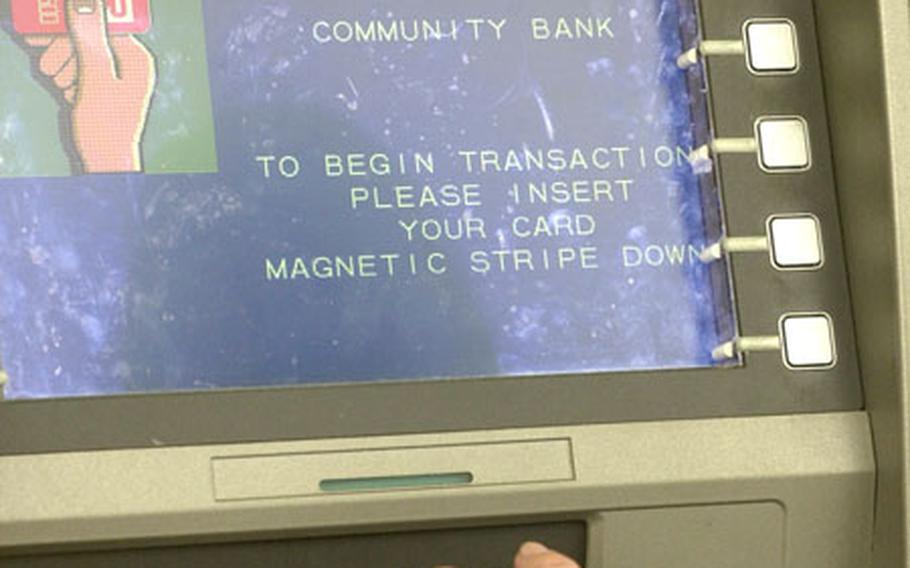 COMMUNITY BANK
TO BEGIN TRANSACTION
PLEASE INSERT
YOUR CARD
MAGNETIC STRIPE DOWN